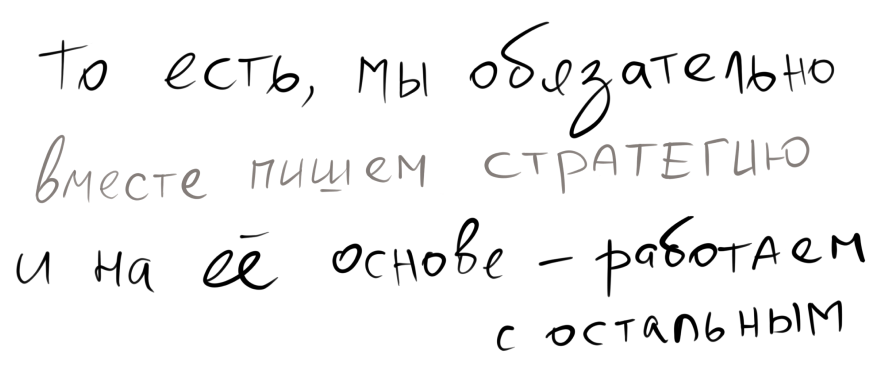 То есть, мы обязательно
вместе пишем СТРАТЕГИЮ
и на её основе – работаем
с остальным